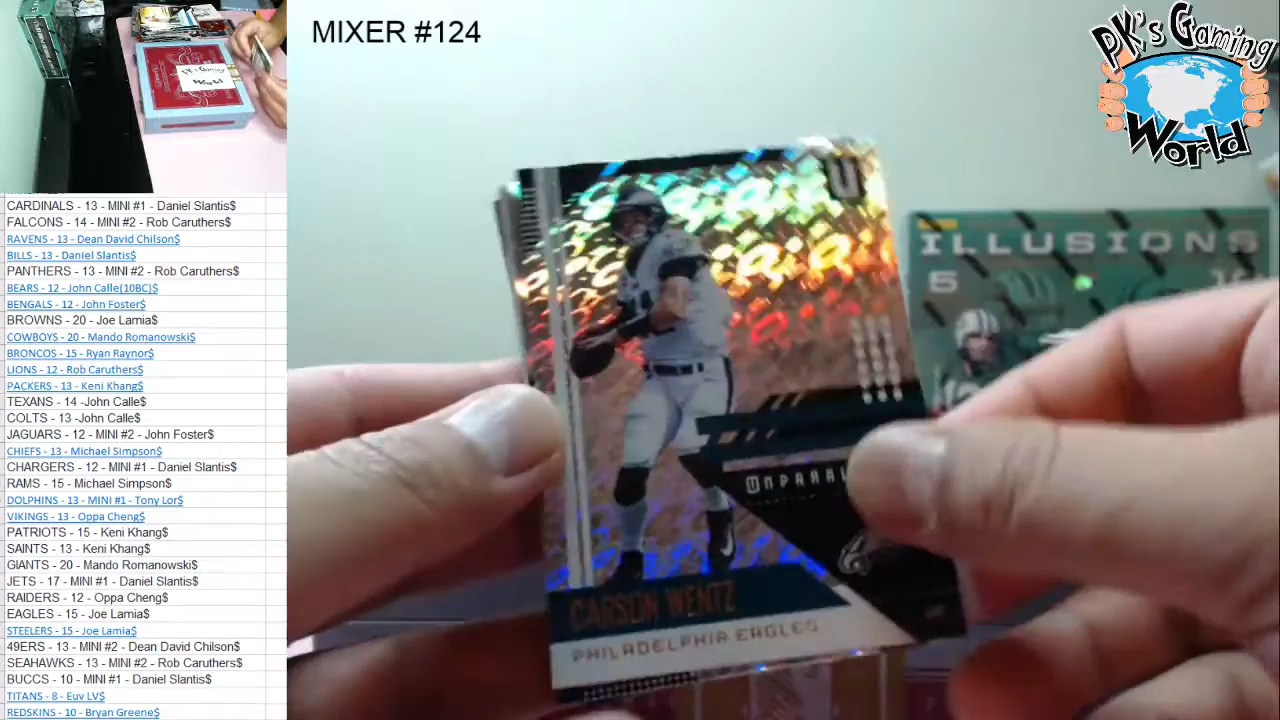 MIXER #124
PK's Gaming
World
PK's Gaming
World
CARDINALS - 13 - MINI #1 - Daniel Slantis$
FALCONS - 14 - MINI #2 - Rob Caruthers$
RAVENS - 13 - Dean David Chilson$
BILLS - 13 - Daniel Slantis$
PANTHERS - 13 - MINI #2 - Rob Caruthers$
BEARS - 12 - John Calle(10BC)$
BENGALS - 12 - John Foster$
BROWNS - 20 - Joe Lamia$
COWBOYS - 20 - Mando Romanowski$
BRONCOS - 15 - Ryan Raynor$
LIONS - 12 - Rob Caruthers$
PACKERS - 13 - Keni Khang$
TEXANS - 14 -John Calle$
COLTS - 13 -John Calle$
JAGUARS - 12 - MINI #2 - John Foster$
CHIEFS - 13 - Michael Simpson$
CHARGERS - 12 - MINI #1 - Daniel Slantis$
RAMS - 15 - Michael Simpson$
DOLPHINS - 13 - MINI #1 - Tony Lor$
VIKINGS - 13 - Oppa Cheng$
PATRIOTS - 15 - Keni Khang$
SAINTS - 13 - Keni Khang$
GIANTS - 20 - Mando Romanowski$
JETS - 17 - MINI #1 - Daniel Slantis$
RAIDERS - 12 - Oppa Cheng$
EAGLES - 15 - Joe Lamia$
STEELERS - 15 - Joe Lamia$
49ERS - 13 - MINI #2 - Dean David Chilson$
SEAHAWKS - 13 - MINI #2 - Rob Caruthers$
BUCCS - 10 - MINI #1 - Daniel Slantis$
TITANS - 8 - Euv LV$
REDSKINS - 10 - Bryan Greene$
U
UNPARAL
CARSON WENTZ
PHILADELPHIA EAGLES
ILLUSIONS
5